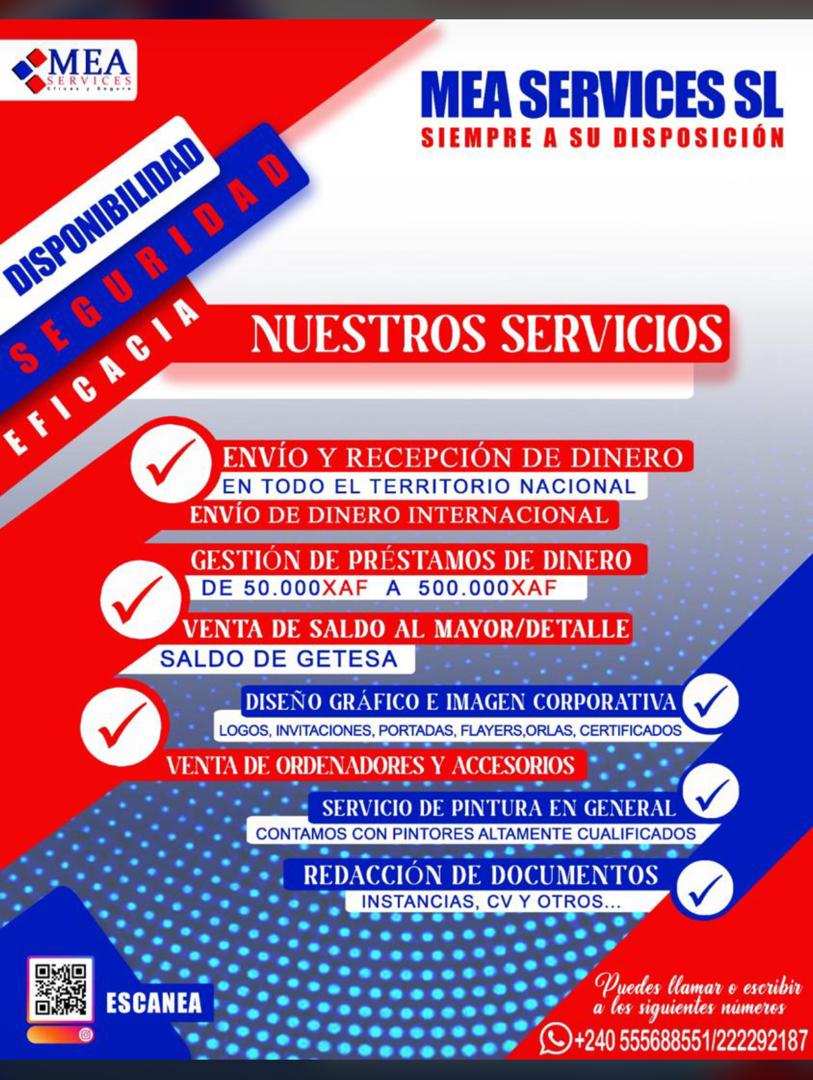 MEA
SERVICES
Eficaz y Seguro
MEA SERVICES SL
SIEMPRE A SU DISPOSICIÓN
DISPONIBILIDAD
SEGURIDAD
EFICACIA
NUESTROS SERVICIOS
ENVÍO Y RECEPCIÓN DE DINERO
EN TODO EL TERRITORIO NACIONAL
ENVÍO DE DINERO INTERNACIONAL
GESTIÓN DE PRÉSTAMOS DE DINERO
DE 50.000XAF A 500.000XAF
VENTA DE SALDO AL MAYOR/DETALLE
SALDO DE GETESA
DISEÑO GRÁFICO E IMAGEN CORPORATIVA
LOGOS, INVITACIONES, PORTADAS, FLAYERS,ORLAS, CERTIFICADOS
VENTA DE ORDENADORES Y ACCESORIOS
SERVICIO DE PINTURA EN GENERAL
CONTAMOS CON PINTORES ALTAMENTE CUALIFICADOS
REDACCIÓN DE DOCUMENTOS
INSTANCIAS, CV Y OTROS...
ESCANEA
Puedes llamar o escribir
a los siguientes números
+240 555688551/222292187